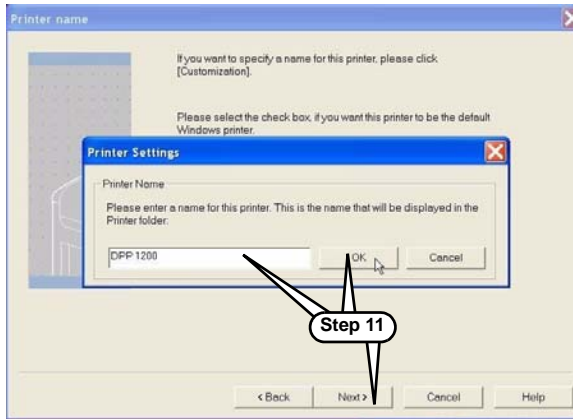 Printer name
If you want to specify a name for this printer, please click
[Customization].
Please select the check box, if you want this printer to be the default
Windows printer.
Printer Settings
Printer Name
Please enter a name for this printer. This is the name that will be displayed in the
Printer folder:
DPP 1200
OK
Cancel
Step 11
< Back
Next >
Cancel
Help